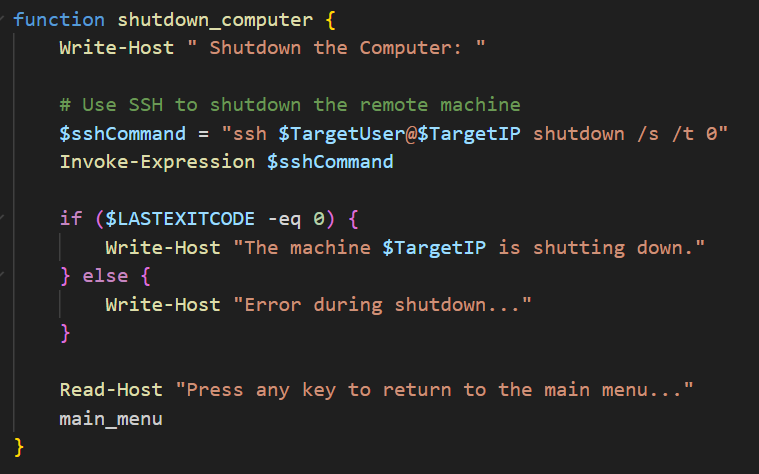 function shutdown_computer {
    Write-Host " Shutdown the Computer: "
    # Use SSH to shutdown the remote machine
    $sshCommand = "ssh $TargetUser@$TargetIP shutdown /s /t 0"
    Invoke-Expression $sshCommand
    if ($LASTEXITCODE -eq 0) {
        Write-Host "The machine $TargetIP is shutting down."
    } else {
        Write-Host "Error during shutdown..."
    }
    Read-Host "Press any key to return to the main menu..."
    main_menu
}